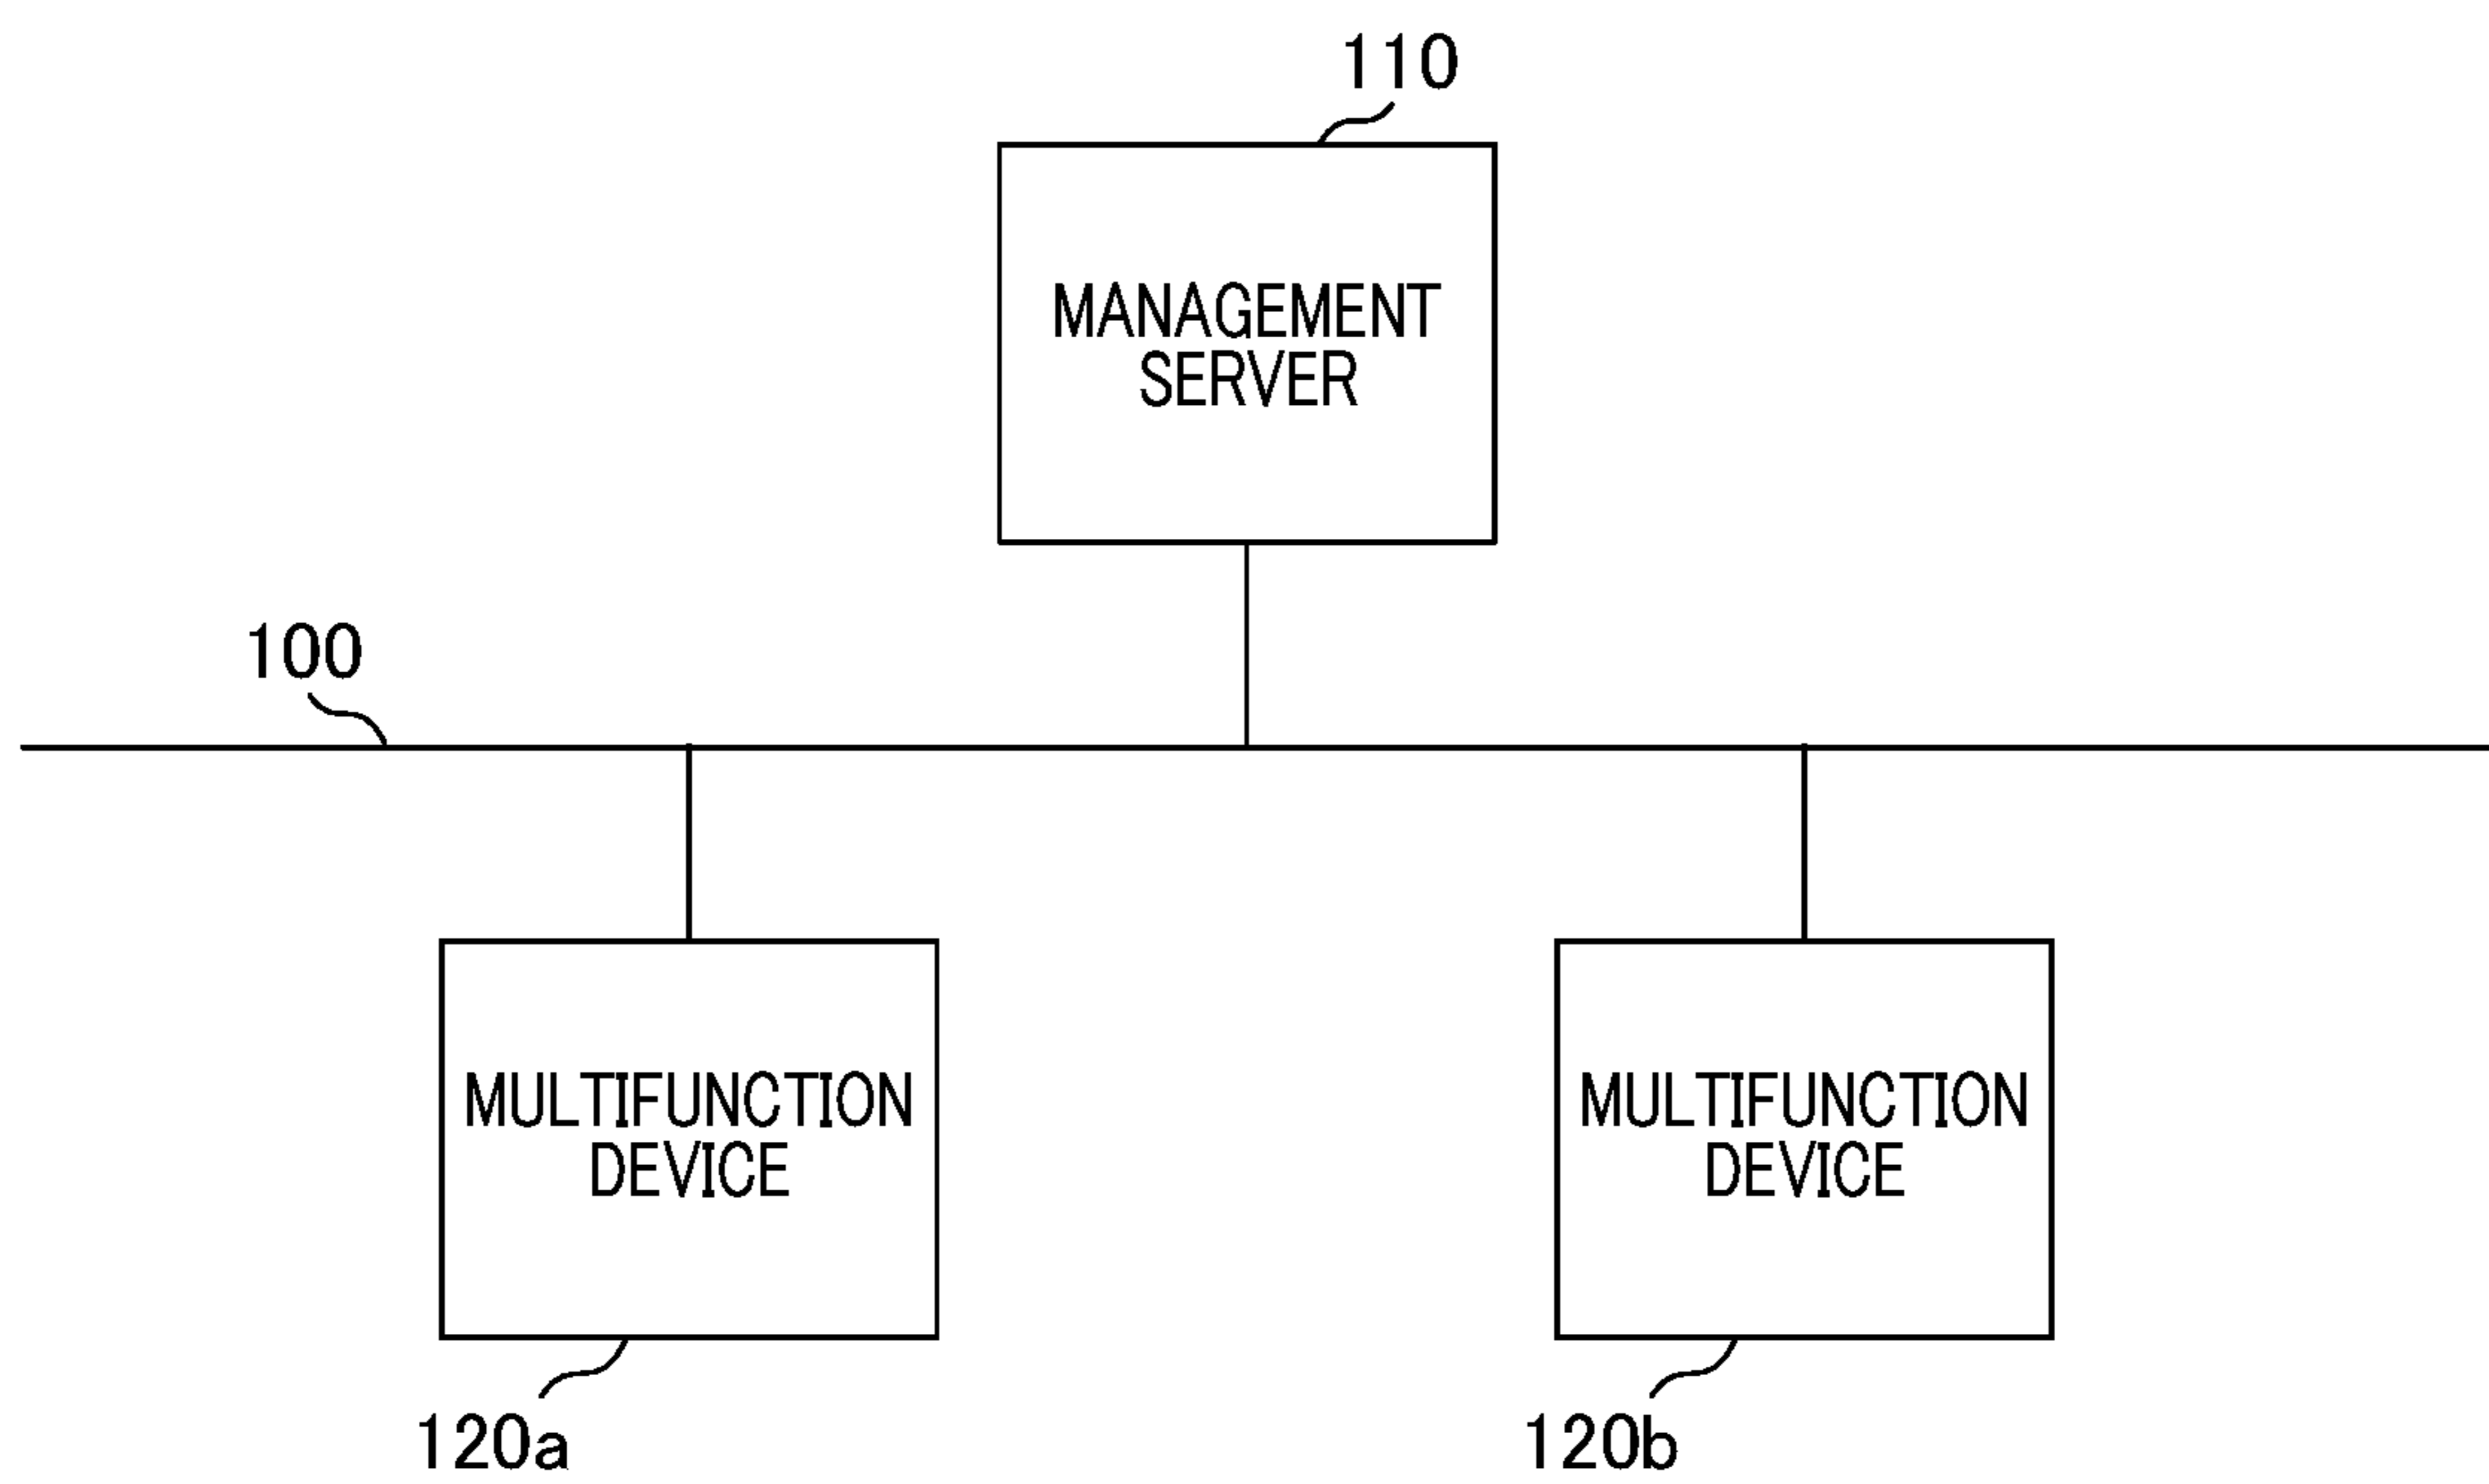 110
MANAGEMENT
SERVER
100
MULTIFUNCTION
DEVICE
120a
MULTIFUNCTION
DEVICE
120b